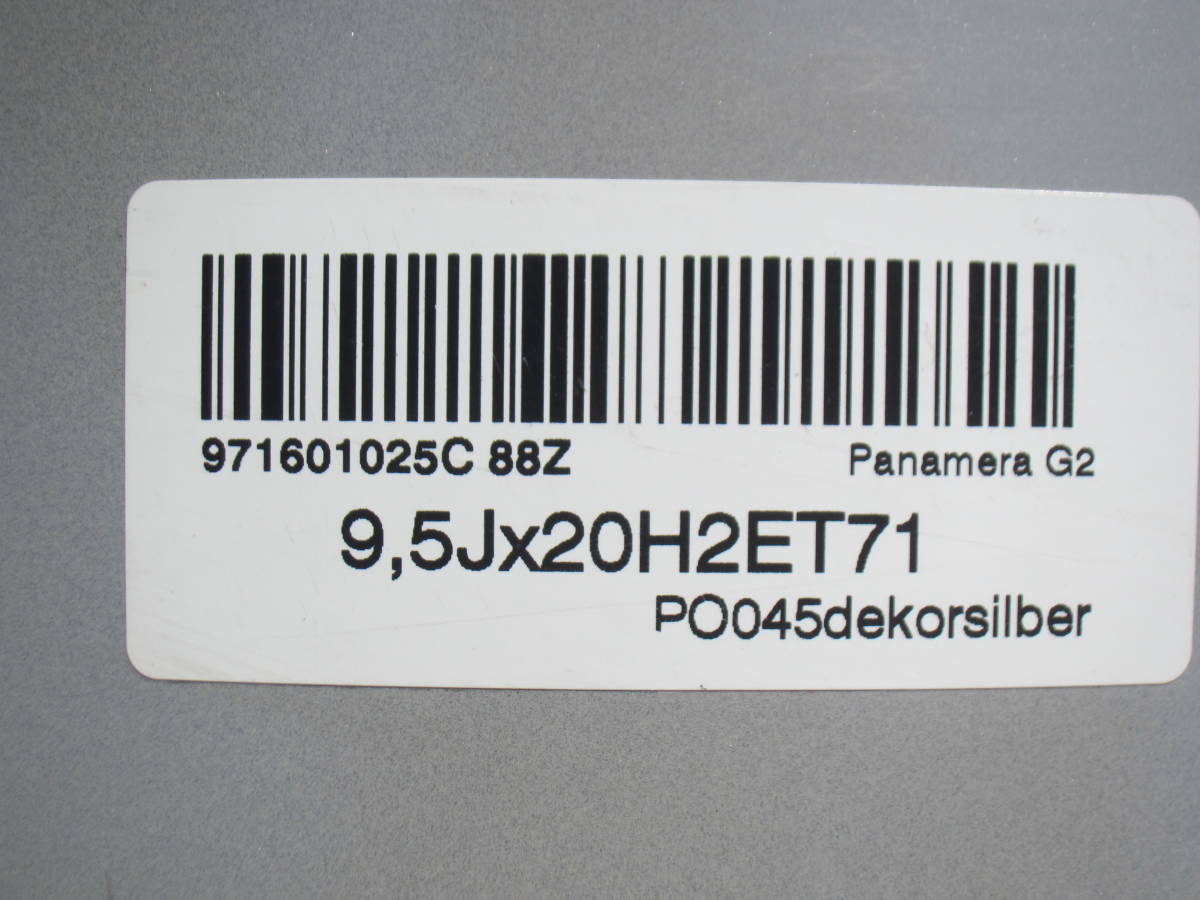 971601025C 88Z
Panamera G2
9,5Jx20H2ET71
PO045dekorsilber